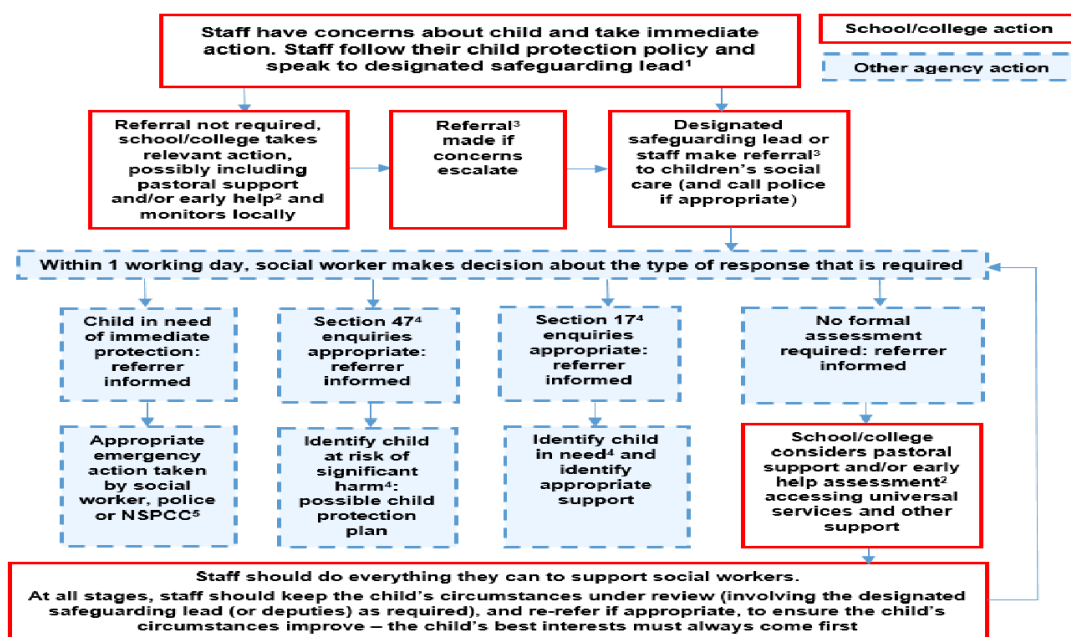 Staff have concerns about child and take immediate
action. Staff follow their child protection policy and
speak to designated safeguarding lead¹
School/college action
Other agency action
Referral not required,
school/college takes
relevant action,
possibly including
pastoral support
and/or early help² and
monitors locally
Referral³
made if
concerns
escalate
Designated
safeguarding lead or
staff make referral³
to children’s social
care (and call police
if appropriate)
Within 1 working day, social worker makes decision about the type of response that is required
Child in need
of immediate
protection:
referrer
informed
Section 47⁴
enquiries
appropriate:
referrer
informed
Section 17⁴
enquiries
appropriate:
referrer
informed
No formal
assessment
required: referrer
informed
Appropriate
emergency
action taken
by social
worker, police
or NSPCC⁵
Identify child
at risk of
significant
harm⁴:
possible child
protection
plan
Identify child
in need⁴ and
identify
appropriate
support
School/college
considers pastoral
support and/or early
help assessment²
accessing universal
services and other
support
Staff should do everything they can to support social workers.
At all stages, staff should keep the child’s circumstances under review (involving the designated
safeguarding lead (or deputies) as required), and re-refer if appropriate, to ensure the child’s
circumstances improve – the child’s best interests must always come first